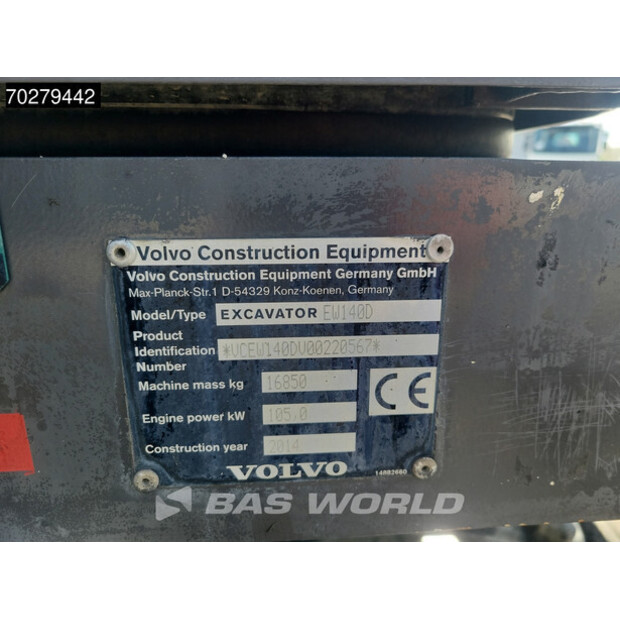 70279442
Volvo Construction Equipment
Volvo Construction Equipment Germany GmbH
Max-Planck-Str.1 D-54329 Konz-Koenen, Germany
Model/Type EXCAVATOR EW140D
Product
Identification *VCEW140DV00220567*
Number
Machine mass kg 16850
Engine power kW 105.0
Construction year 2014
CE
VOLVO 14882660
BAS WORLD